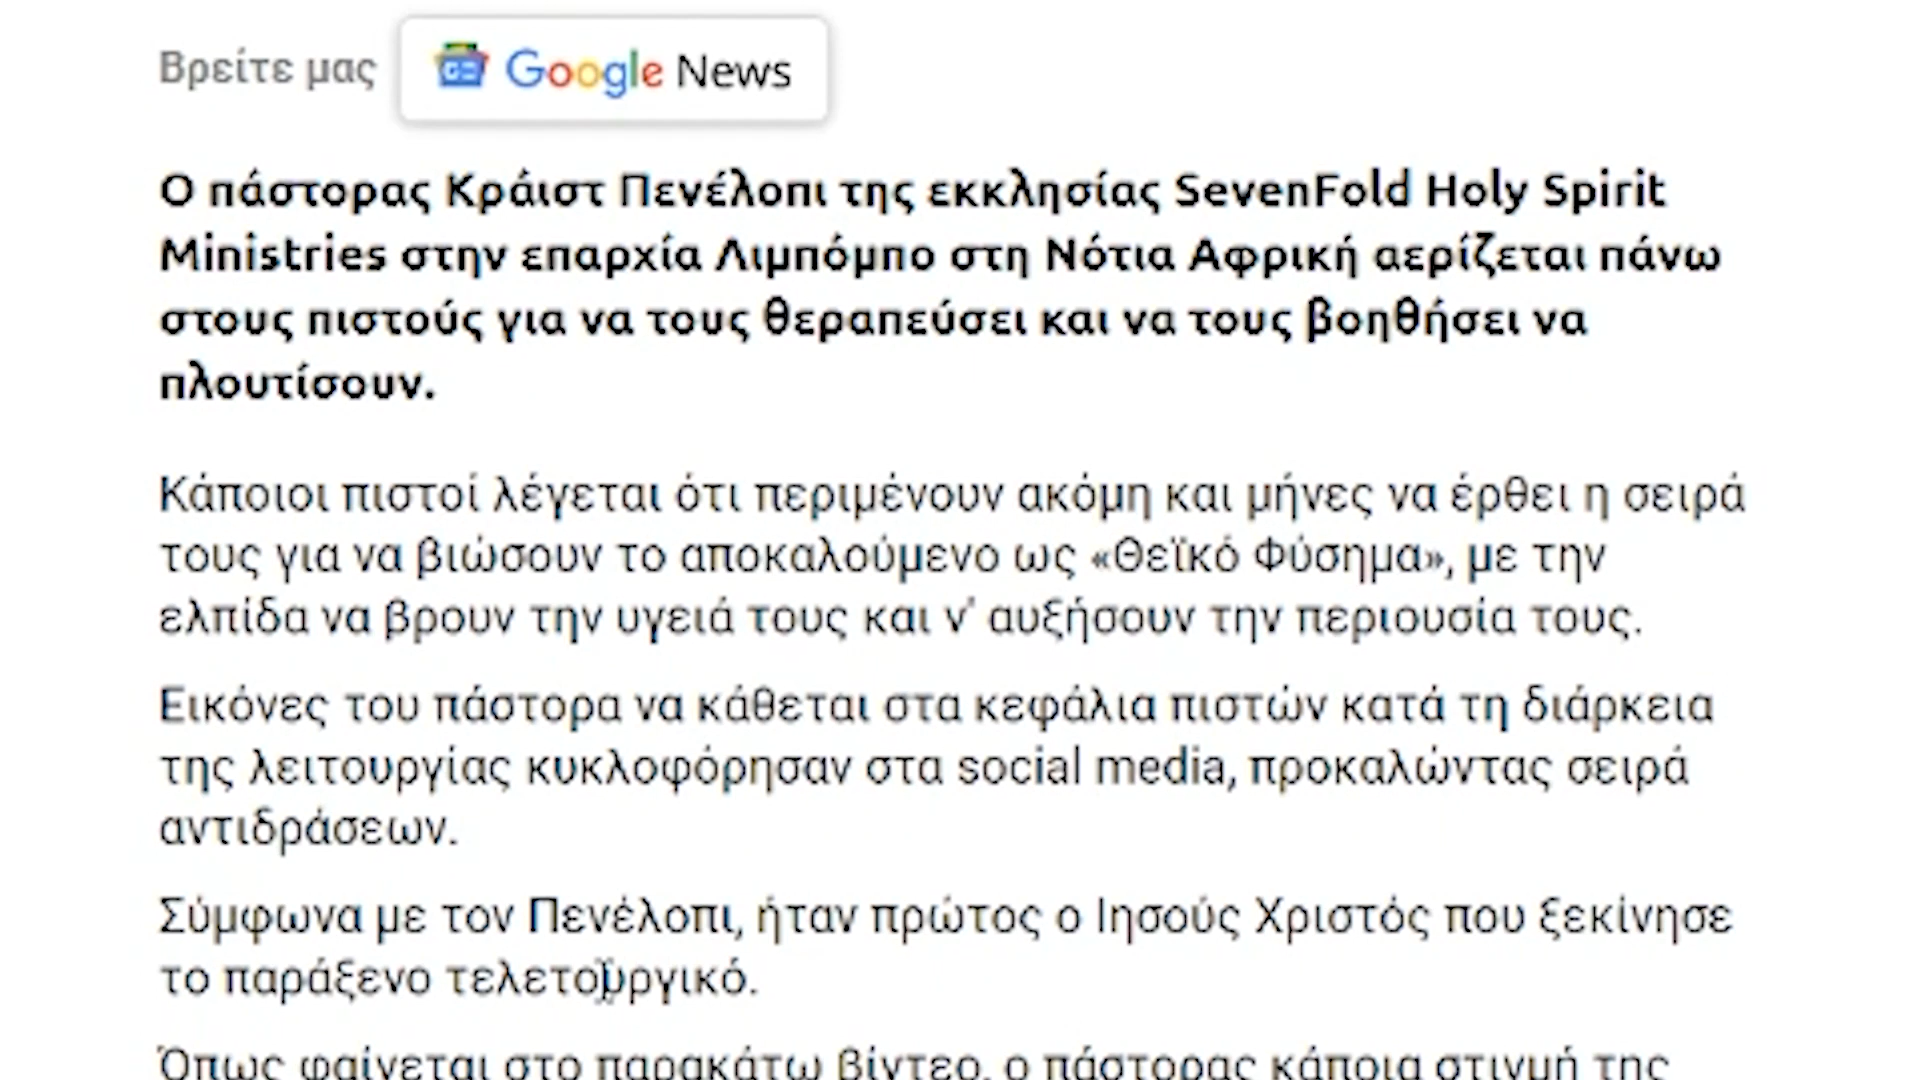 Βρείτε μας Google News
Ο πάστορας Κράιστ Πενέλοπι της εκκλησίας SevenFold Holy Spirit
Ministries στην επαρχία Λιμπόμπο στη Νότια Αφρική αερίζεται πάνω
στους πιστούς για να τους θεραπεύσει και να τους βοηθήσει να
πλουτίσουν.
Κάποιοι πιστοί λέγεται ότι περιμένουν ακόμη και μήνες να έρθει η σειρά
τους για να βιώσουν το αποκαλούμενο ως «Θεϊκό Φύσημα», με την
ελπίδα να βρουν την υγειά τους και ν' αυξήσουν την περιουσία τους.
Εικόνες του πάστορα να κάθεται στα κεφάλια πιστών κατά τη διάρκεια
της λειτουργίας κυκλοφόρησαν στα social media, προκαλώντας σειρά
αντιδράσεων.
Σύμφωνα με τον Πενέλοπι, ήταν πρώτος ο Ιησούς Χριστός που ξεκίνησε
το παράξενο τελετουργικό.
Όπως φαίνεται στο παρακάτω βίντεο, ο πάστορας κάποια στιγμή της